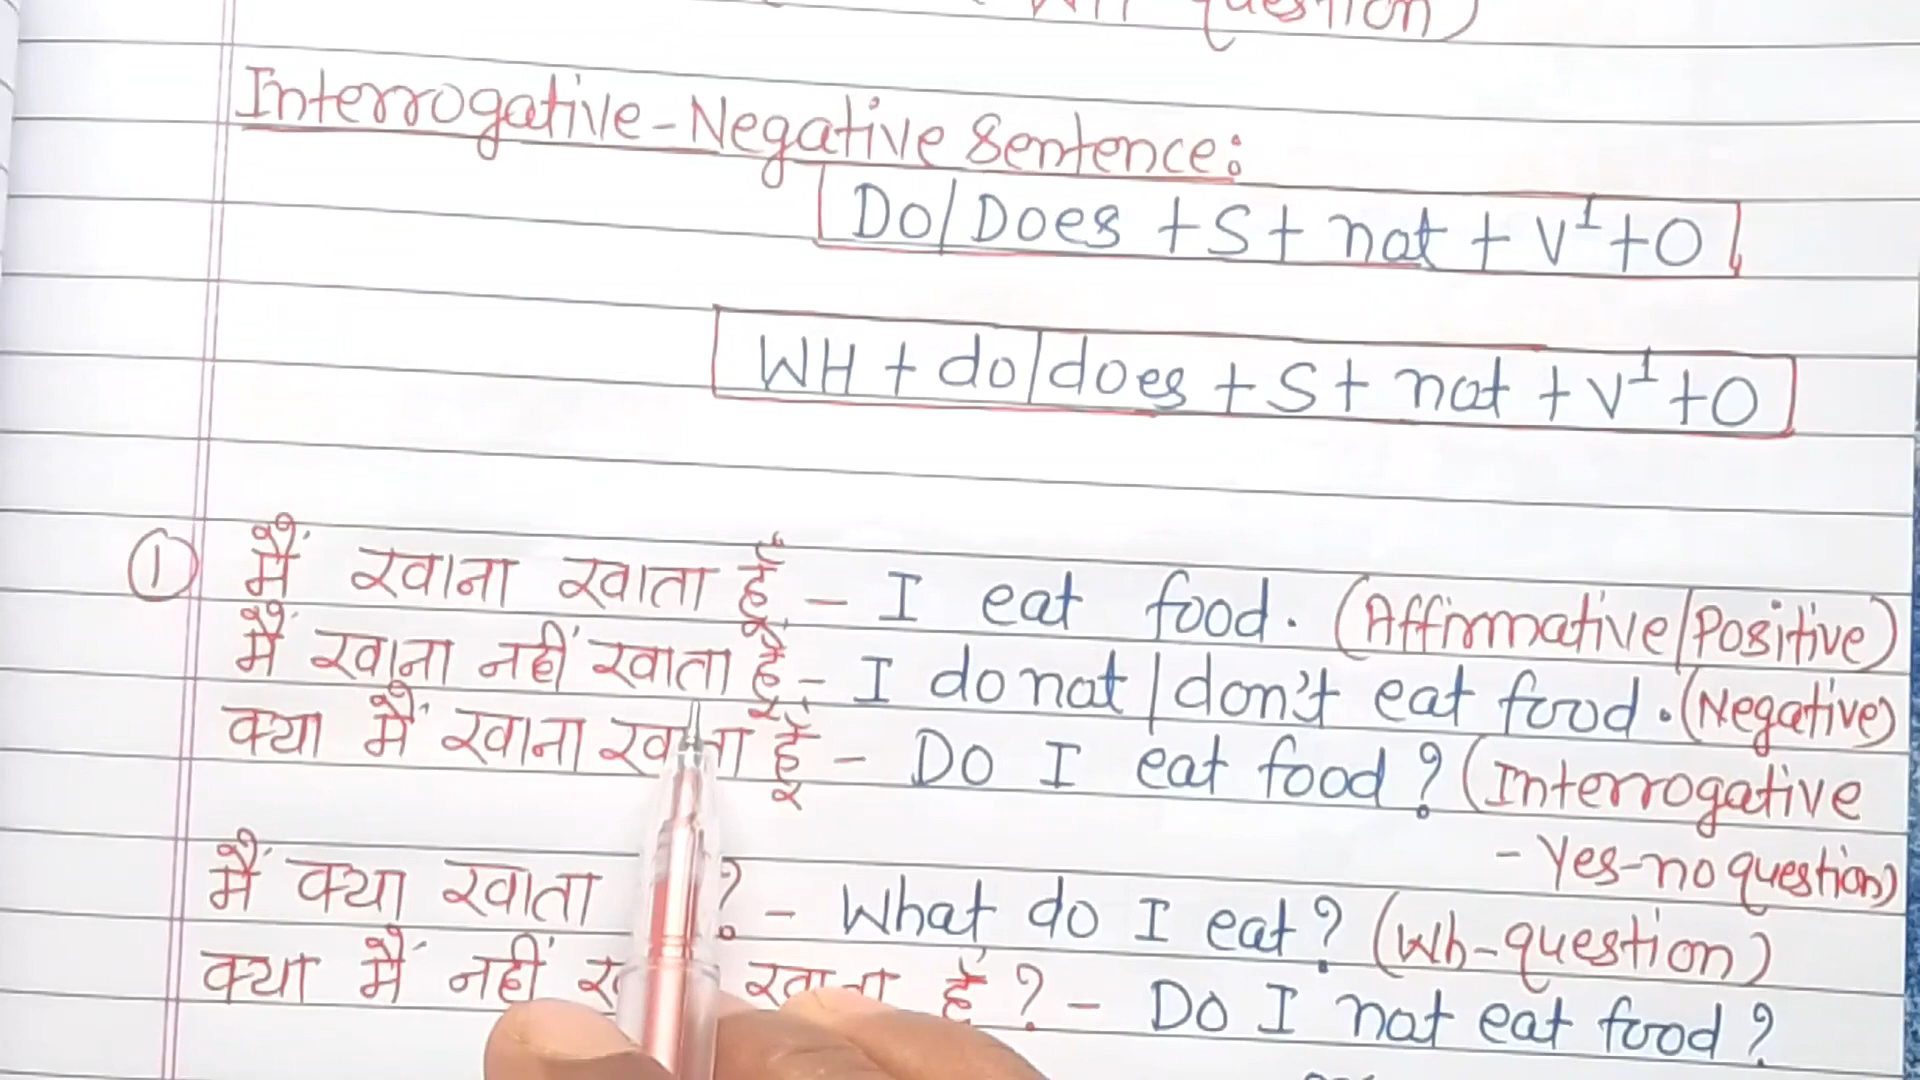 WH question)
Interrogative-Negative Sentence:
Do/Does + S + not + V¹ + O
WH + do/does + S + not + V¹ + O
① मैं खाना खाता हूँ - I eat food. (Affirmative/Positive)
मैं खाना नहीं खाता हूँ - I do not/don't eat food. (Negative)
क्या मैं खाना खाता हूँ - Do I eat food? (Interrogative
- Yes-no question)
मैं क्या खाता ? - What do I eat? (Wh-question)
क्या मैं नहीं ? - Do I not eat food?